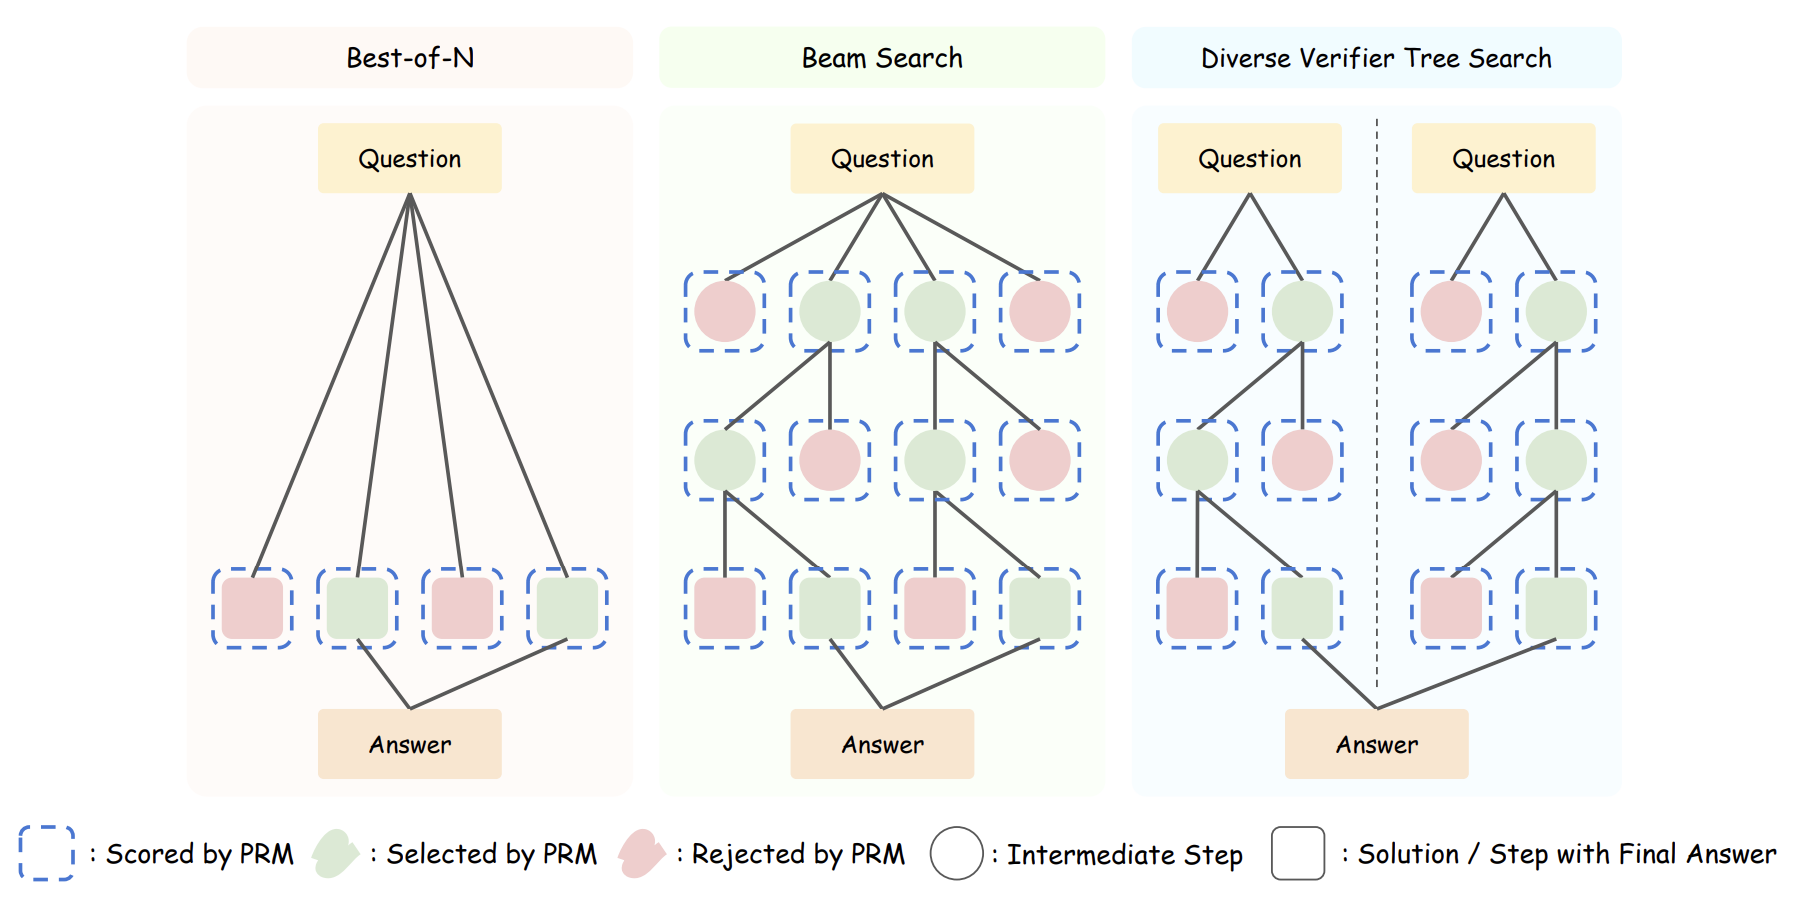 Best-of-N
Beam Search
Diverse Verifier Tree Search
Question
Question
Question
Question
Answer
Answer
Answer
: Scored by PRM
: Selected by PRM
: Rejected by PRM
: Intermediate Step
: Solution / Step with Final Answer